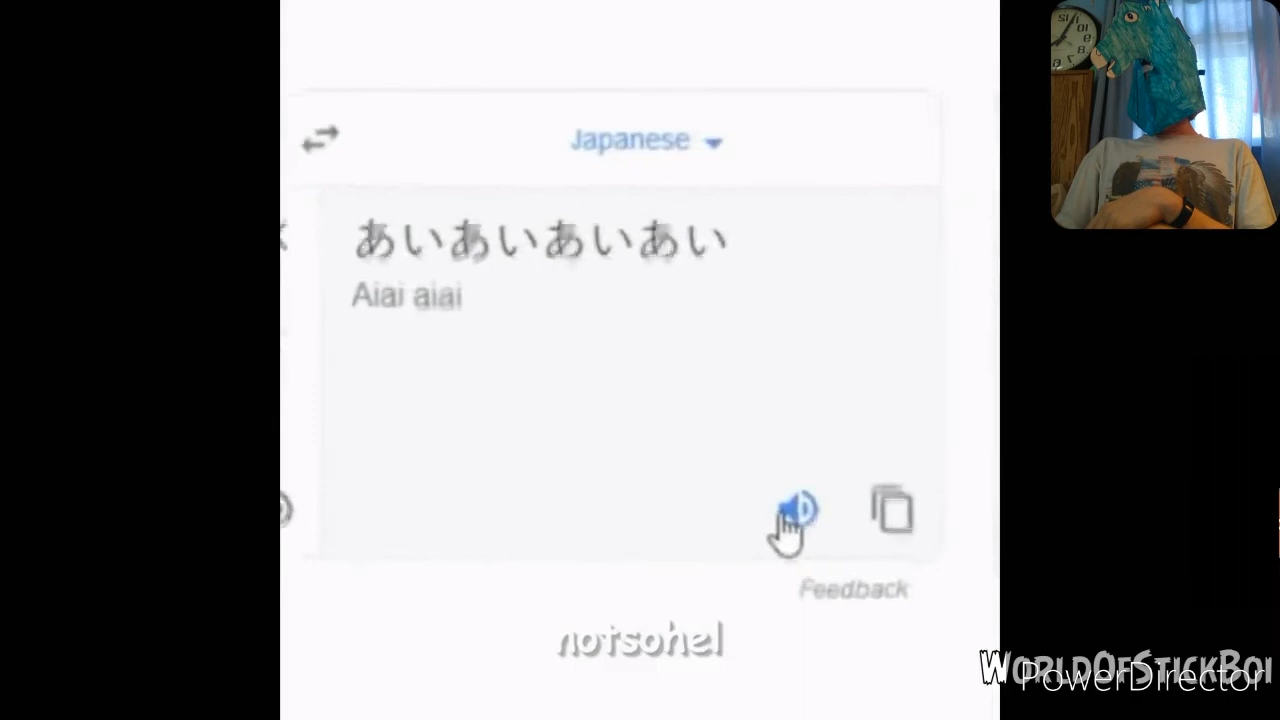 Japanese
あいあいあいあい
Aiai aiai
Feedback
notsohel
WorldOfStickBoi
PowerDirector